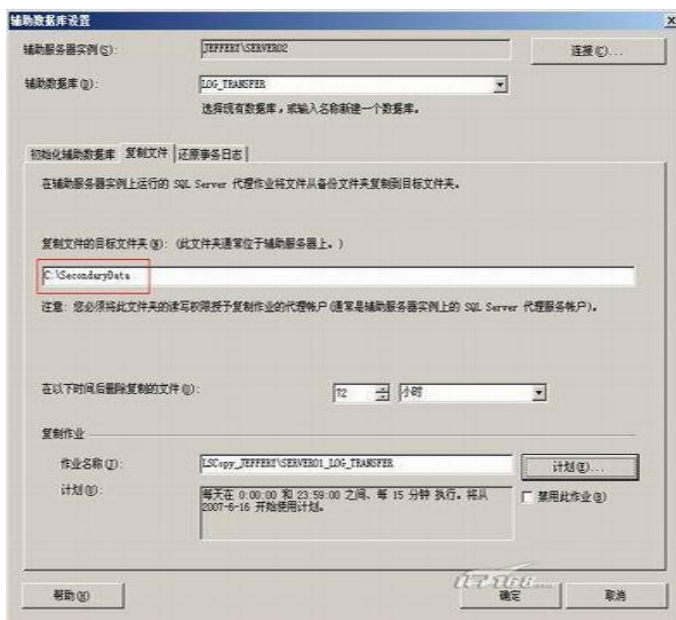 辅助数据库设置
辅助服务器实例(S): JEFFERY\SERVER02 连接(C)...
辅助数据库(D): LOG_TRANSFER
选择现有数据库，或输入名称新建一个数据库。
初始化辅助数据库 复制文件 还原事务日志
在辅助服务器实例上运行的 SQL Server 代理作业将文件从备份文件夹复制到目标文件夹。
复制文件的目标文件夹: (此文件夹通常位于辅助服务器上。)
C:\SecondaryData
注意: 您必须将此文件夹的读写权限授予复制作业的代理帐户(通常是辅助服务器实例上的 SQL Server 代理服务帐户)。
在以下时间后删除复制的文件: 72 小时
复制作业
作业名称: LSCopy_JEFFERY\SERVER01_LOG_TRANSFER 计划(E)...
计划: 每天在 0:00:00 和 23:59:00 之间、每 15 分钟 执行。将从 2007-6-16 开始使用计划。 禁用此作业
帮助 确定 取消